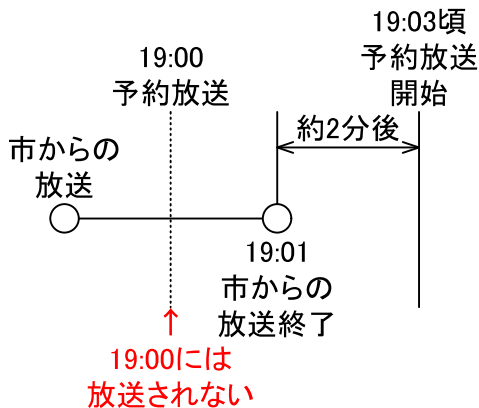 19:03頃
予約放送
開始
19:00
予約放送
約2分後
市からの
放送
19:01
市からの
放送終了
↑
19:00には
放送されない